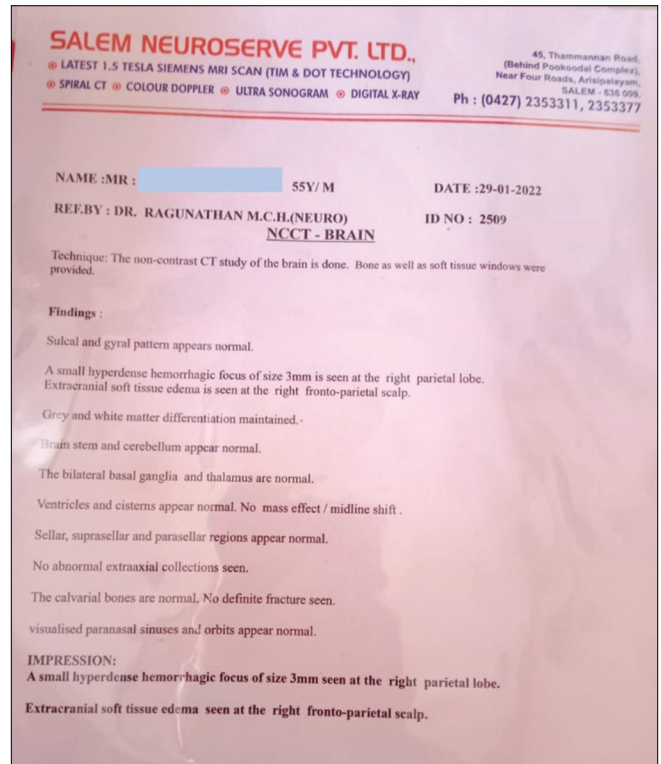 SALEM NEUROSERVE PVT. LTD.,
◉ LATEST 1.5 TESLA SIEMENS MRI SCAN (TIM & DOT TECHNOLOGY)
◉ SPIRAL CT ◉ COLOUR DOPPLER ◉ ULTRA SONOGRAM ◉ DIGITAL X-RAY
45, Thammannan Road,
(Behind Pookoodai Complex),
Near Four Roads, Arisipalayam,
SALEM - 636 009.
Ph : (0427) 2353311, 2353377
NAME :MR : 55Y/ M DATE :29-01-2022
REF.BY : DR. RAGUNATHAN M.C.H.(NEURO) ID NO : 2509
NCCT - BRAIN
Technique: The non-contrast CT study of the brain is done. Bone as well as soft tissue windows were
provided.
Findings :
Sulcal and gyral pattern appears normal.
A small hyperdense hemorrhagic focus of size 3mm is seen at the right parietal lobe.
Extracranial soft tissue edema is seen at the right fronto-parietal scalp.
Grey and white matter differentiation maintained.
Brain stem and cerebellum appear normal.
The bilateral basal ganglia and thalamus are normal.
Ventricles and cisterns appear normal. No mass effect / midline shift .
Sellar, suprasellar and parasellar regions appear normal.
No abnormal extraaxial collections seen.
The calvarial bones are normal. No definite fracture seen.
visualised paranasal sinuses and orbits appear normal.
IMPRESSION:
A small hyperdense hemorrhagic focus of size 3mm seen at the right parietal lobe.
Extracranial soft tissue edema seen at the right fronto-parietal scalp.